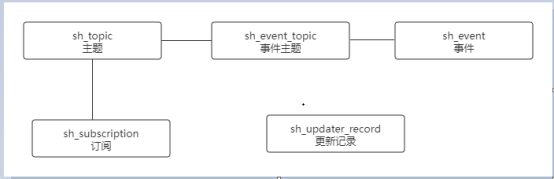 sh_topic
主题
sh_event_topic
事件主题
sh_event
事件
sh_subscription
订阅
sh_updater_record
更新记录